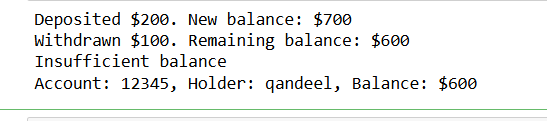 Deposited $200. New balance: $700
Withdrawn $100. Remaining balance: $600
Insufficient balance
Account: 12345, Holder: qandeel, Balance: $600